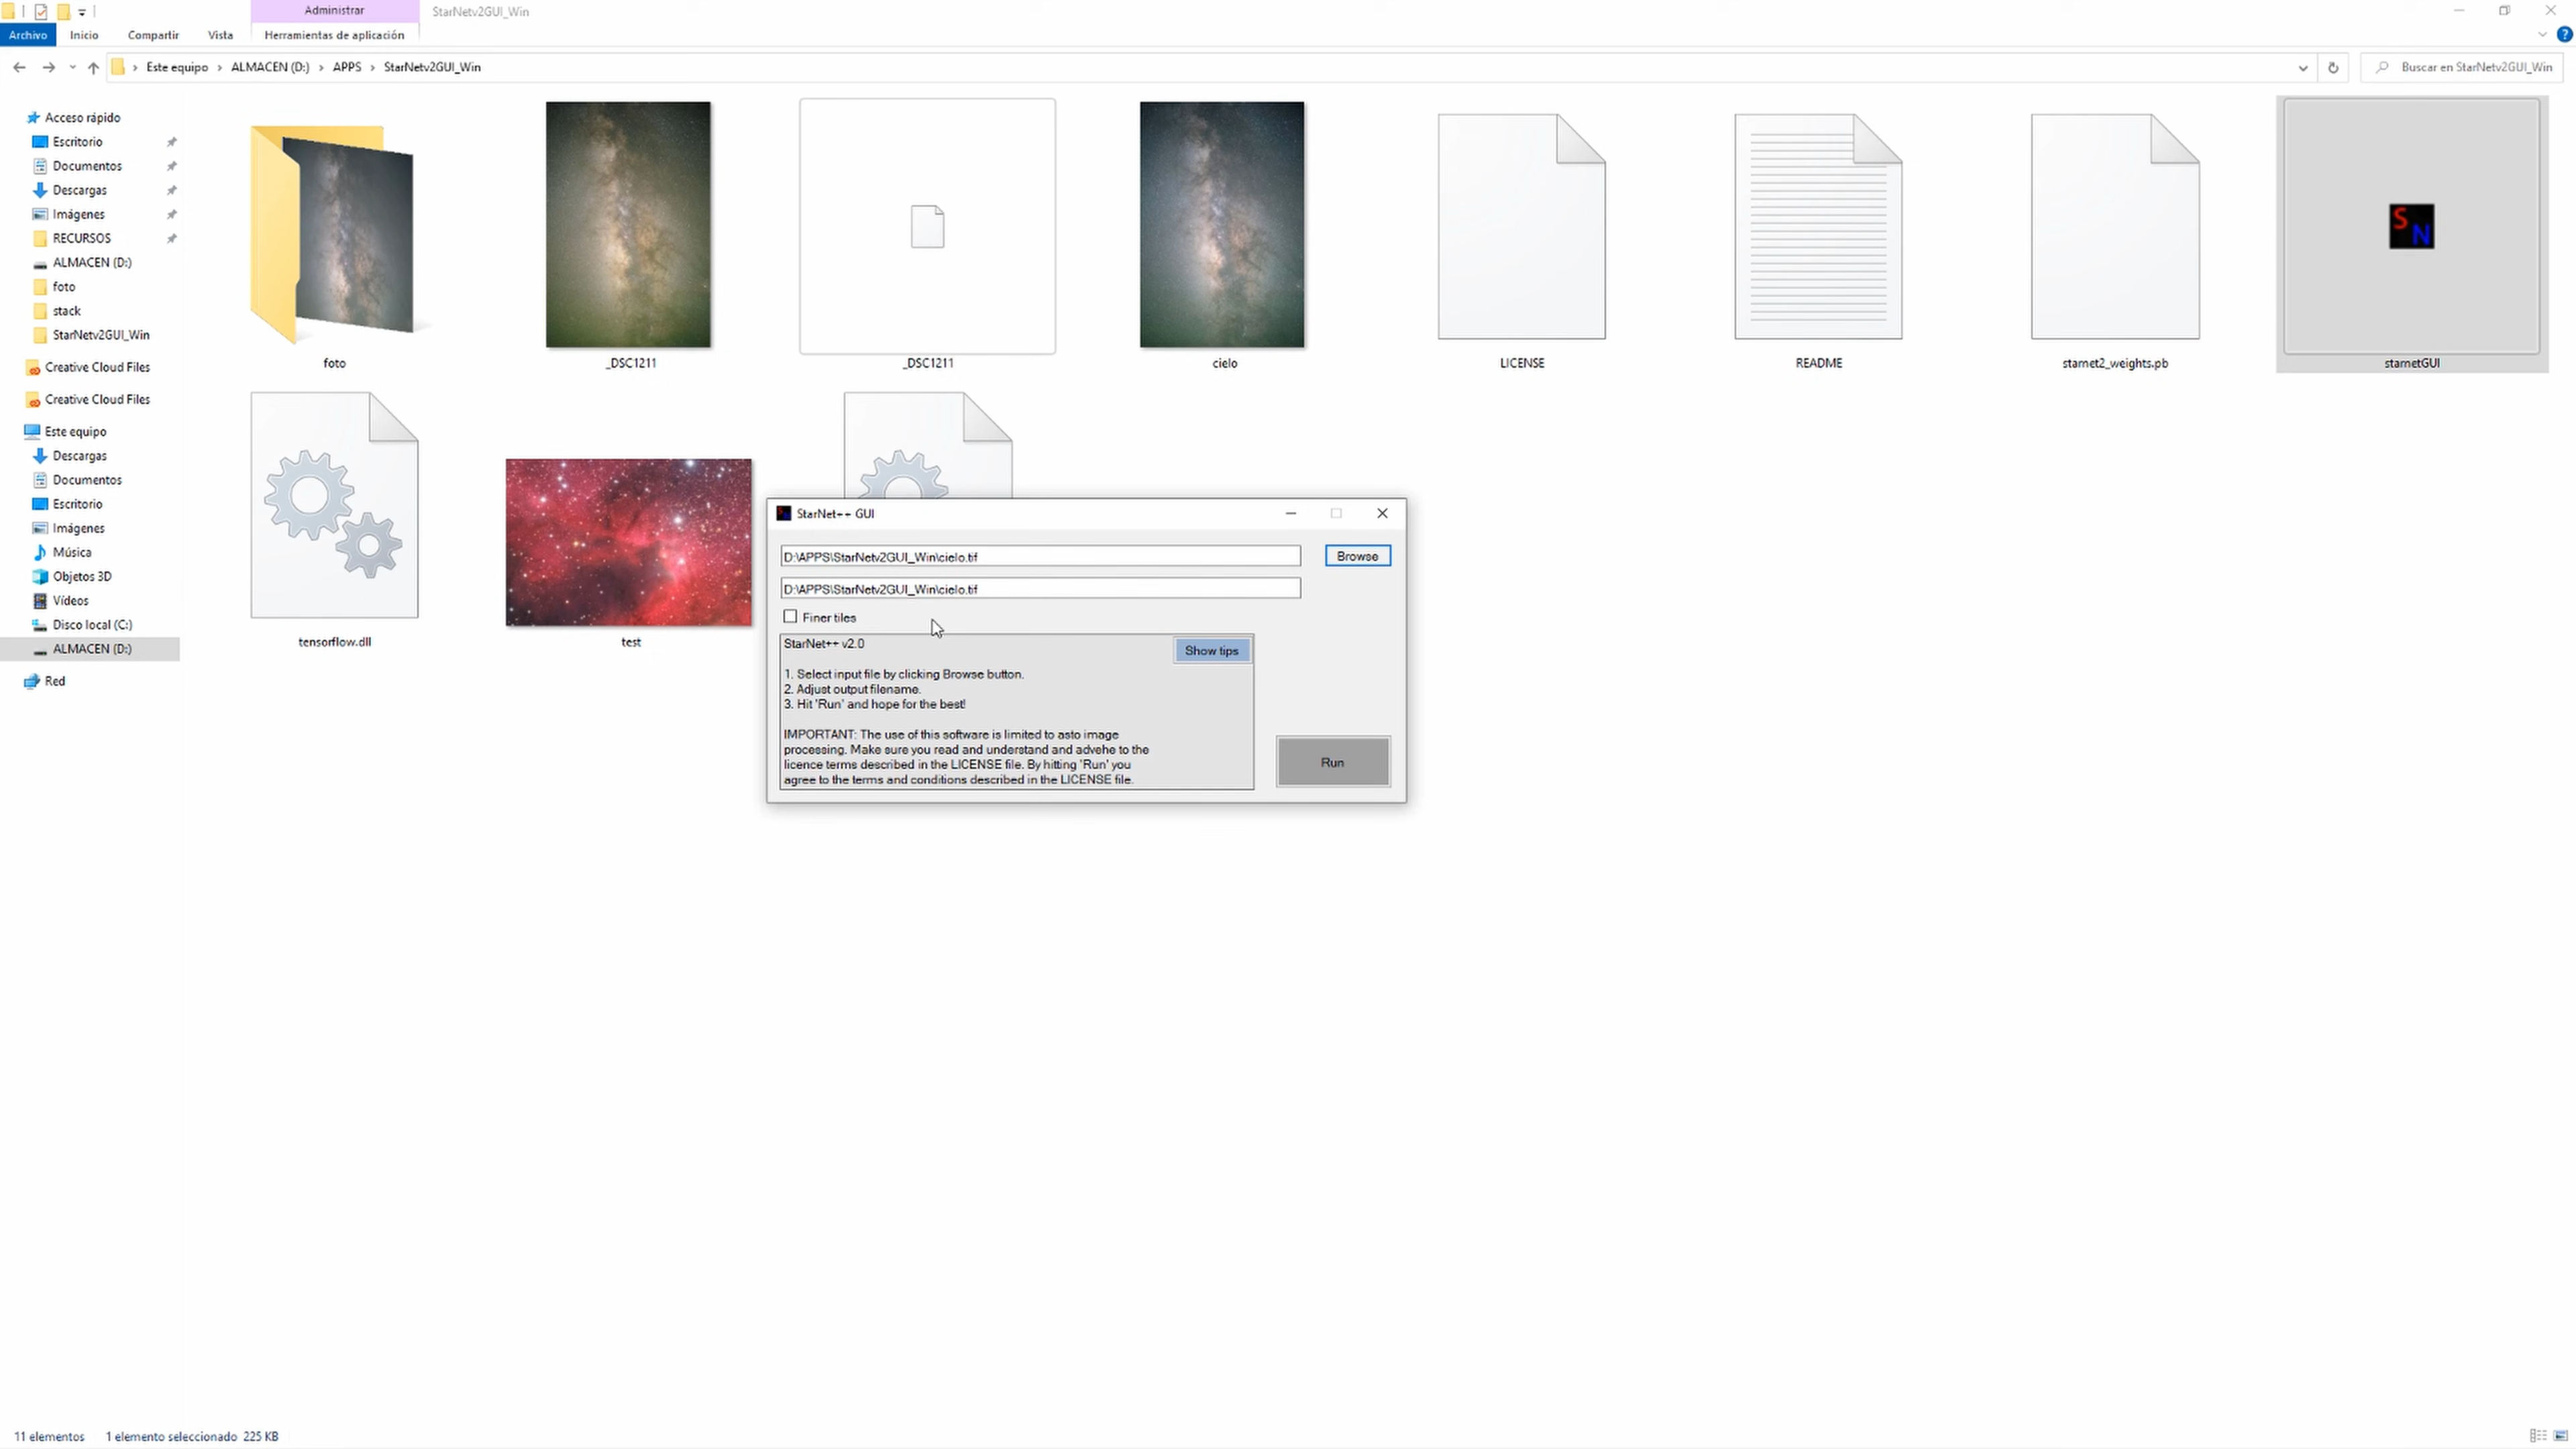 Administrar
StarNetv2GUI_Win
Archivo
Inicio
Compartir
Vista
Herramientas de aplicación
Este equipo › ALMACEN (D:) › APPS › StarNetv2GUI_Win
Buscar en StarNetv2GUI_Win
Acceso rápido
Escritorio
Documentos
Descargas
Imágenes
RECURSOS
ALMACEN (D:)
foto
stack
StarNetv2GUI_Win
Creative Cloud Files
Creative Cloud Files
Este equipo
Descargas
Documentos
Escritorio
Imágenes
Música
Objetos 3D
Vídeos
Disco local (C:)
ALMACEN (D:)
Red
foto
_DSC1211
_DSC1211
cielo
LICENSE
README
starnet2_weights.pb
S N
starnetGUI
tensorflow.dll
test
StarNet++ GUI
D:\APPS\StarNetv2GUI_Win\cielo.tif
Browse
D:\APPS\StarNetv2GUI_Win\cielo.tif
Finer tiles
StarNet++ v2.0
Show tips
1. Select input file by clicking Browse button.
2. Adjust output filename.
3. Hit 'Run' and hope for the best!
IMPORTANT: The use of this software is limited to asto image
processing. Make sure you read and understand and advehe to the
licence terms described in the LICENSE file. By hitting 'Run' you
agree to the terms and conditions described in the LICENSE file.
Run
11 elementos
1 elemento seleccionado 225 KB